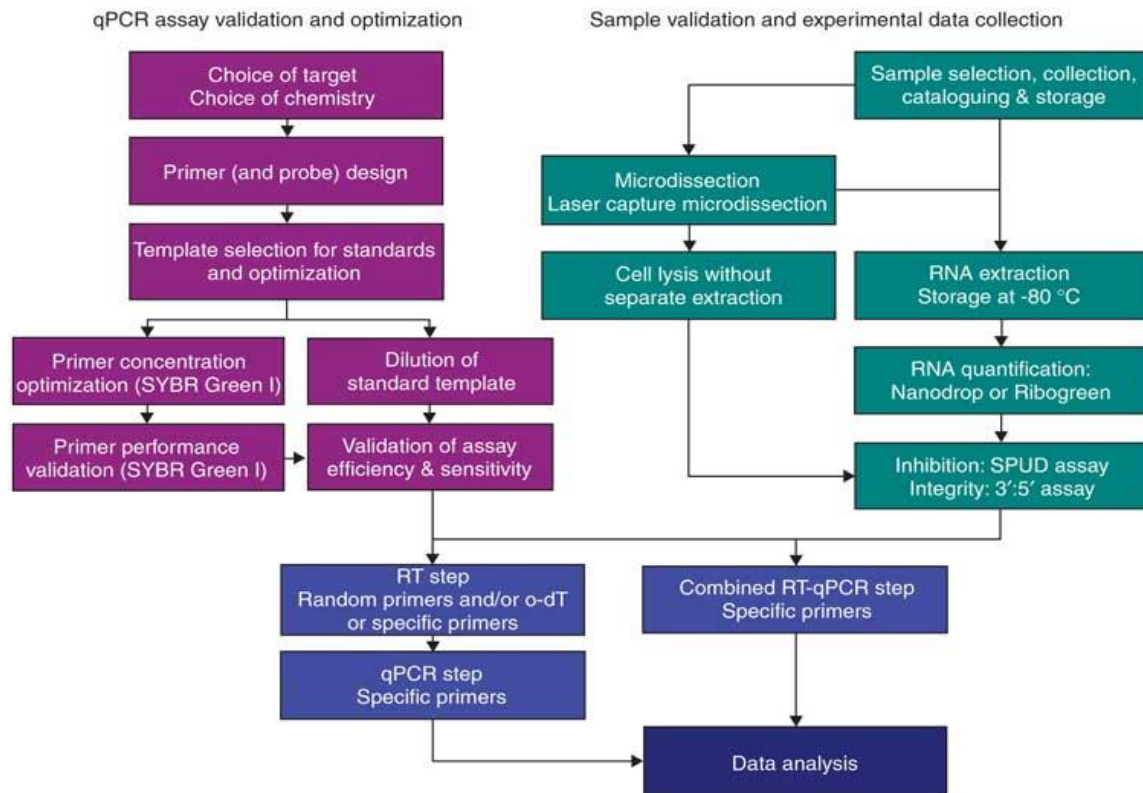 qPCR assay validation and optimization
Choice of target
Choice of chemistry
Primer (and probe) design
Template selection for standards
and optimization
Primer concentration
optimization (SYBR Green I)
Dilution of
standard template
Primer performance
validation (SYBR Green I)
Validation of assay
efficiency & sensitivity
Sample validation and experimental data collection
Sample selection, collection,
cataloguing & storage
Microdissection
Laser capture microdissection
Cell lysis without
separate extraction
RNA extraction
Storage at -80 °C
RNA quantification:
Nanodrop or Ribogreen
Inhibition: SPUD assay
Integrity: 3′:5′ assay
RT step
Random primers and/or o-dT
or specific primers
qPCR step
Specific primers
Combined RT-qPCR step
Specific primers
Data analysis